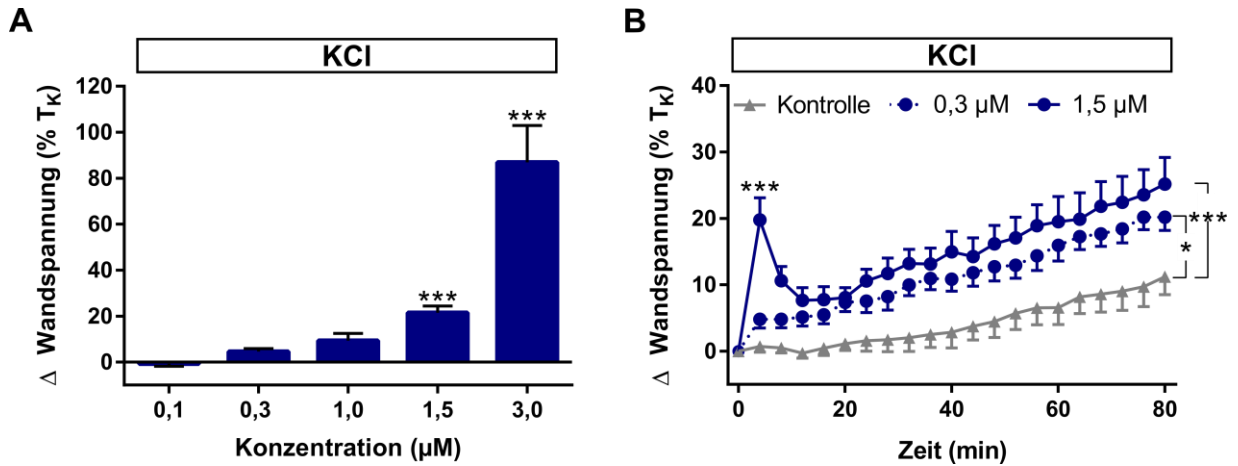 A
KCl
Δ Wandspannung (% TK)
120
100
80
60
40
20
0
***
***
0,1 0,3 1,0 1,5 3,0
Konzentration (µM)
B
KCl
Δ Wandspannung (% TK)
40
30
20
10
0
Kontrolle 0,3 µM 1,5 µM
***
***
*
0 20 40 60 80
Zeit (min)